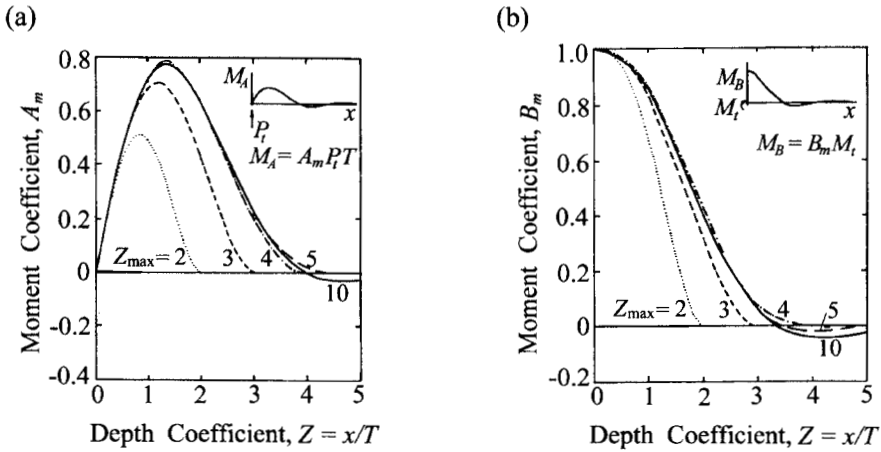 (a)
Moment Coefficient, Aₘ
0.8
0.6
0.4
0.2
0
-0.2
-0.4
M_A
x
P_t
M_A = A_m P_t T
Z_max = 2
3
4
5
10
0 1 2 3 4 5
Depth Coefficient, Z = x/T
(b)
Moment Coefficient, Bₘ
1.0
0.8
0.6
0.4
0.2
0
-0.2
M_B
M_t
x
M_B = B_m M_t
Z_max = 2
3
4
5
10
0 1 2 3 4 5
Depth Coefficient, Z = x/T